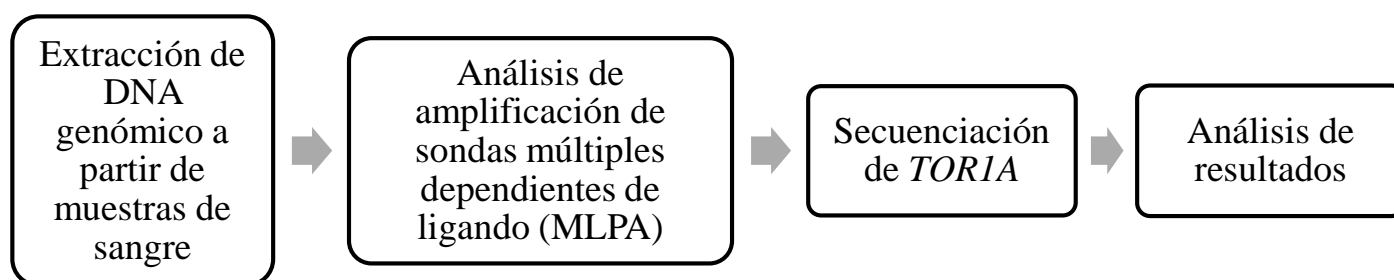 Extracción de
DNA
genómico a
partir de
muestras de
sangre
Análisis de
amplificación de
sondas múltiples
dependientes de
ligando (MLPA)
Secuenciación
de TOR1A
Análisis de
resultados